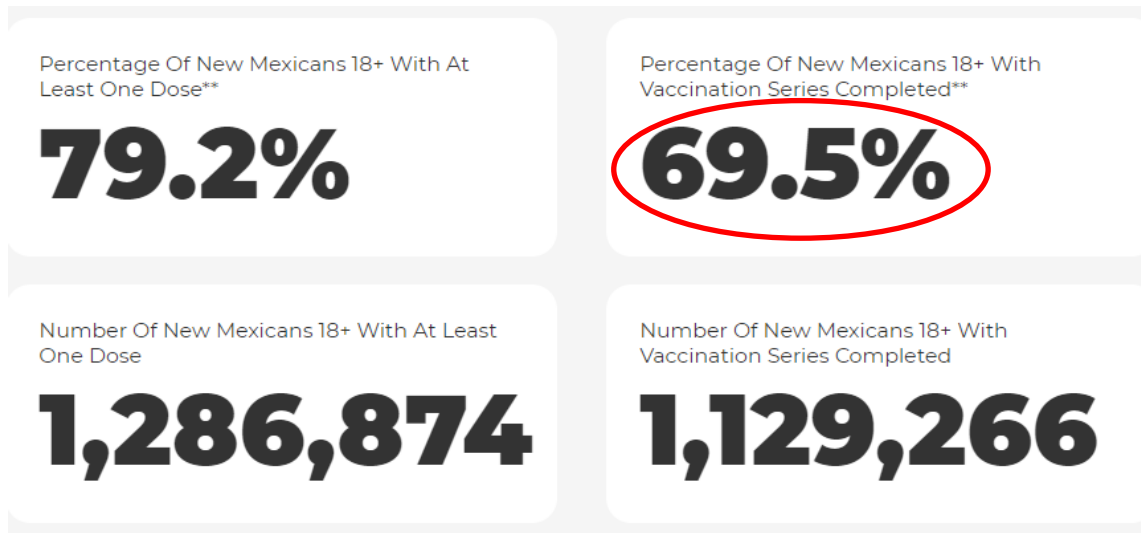 Percentage Of New Mexicans 18+ With At
Least One Dose**
79.2%
Percentage Of New Mexicans 18+ With
Vaccination Series Completed**
69.5%
Number Of New Mexicans 18+ With At Least
One Dose
1,286,874
Number Of New Mexicans 18+ With
Vaccination Series Completed
1,129,266